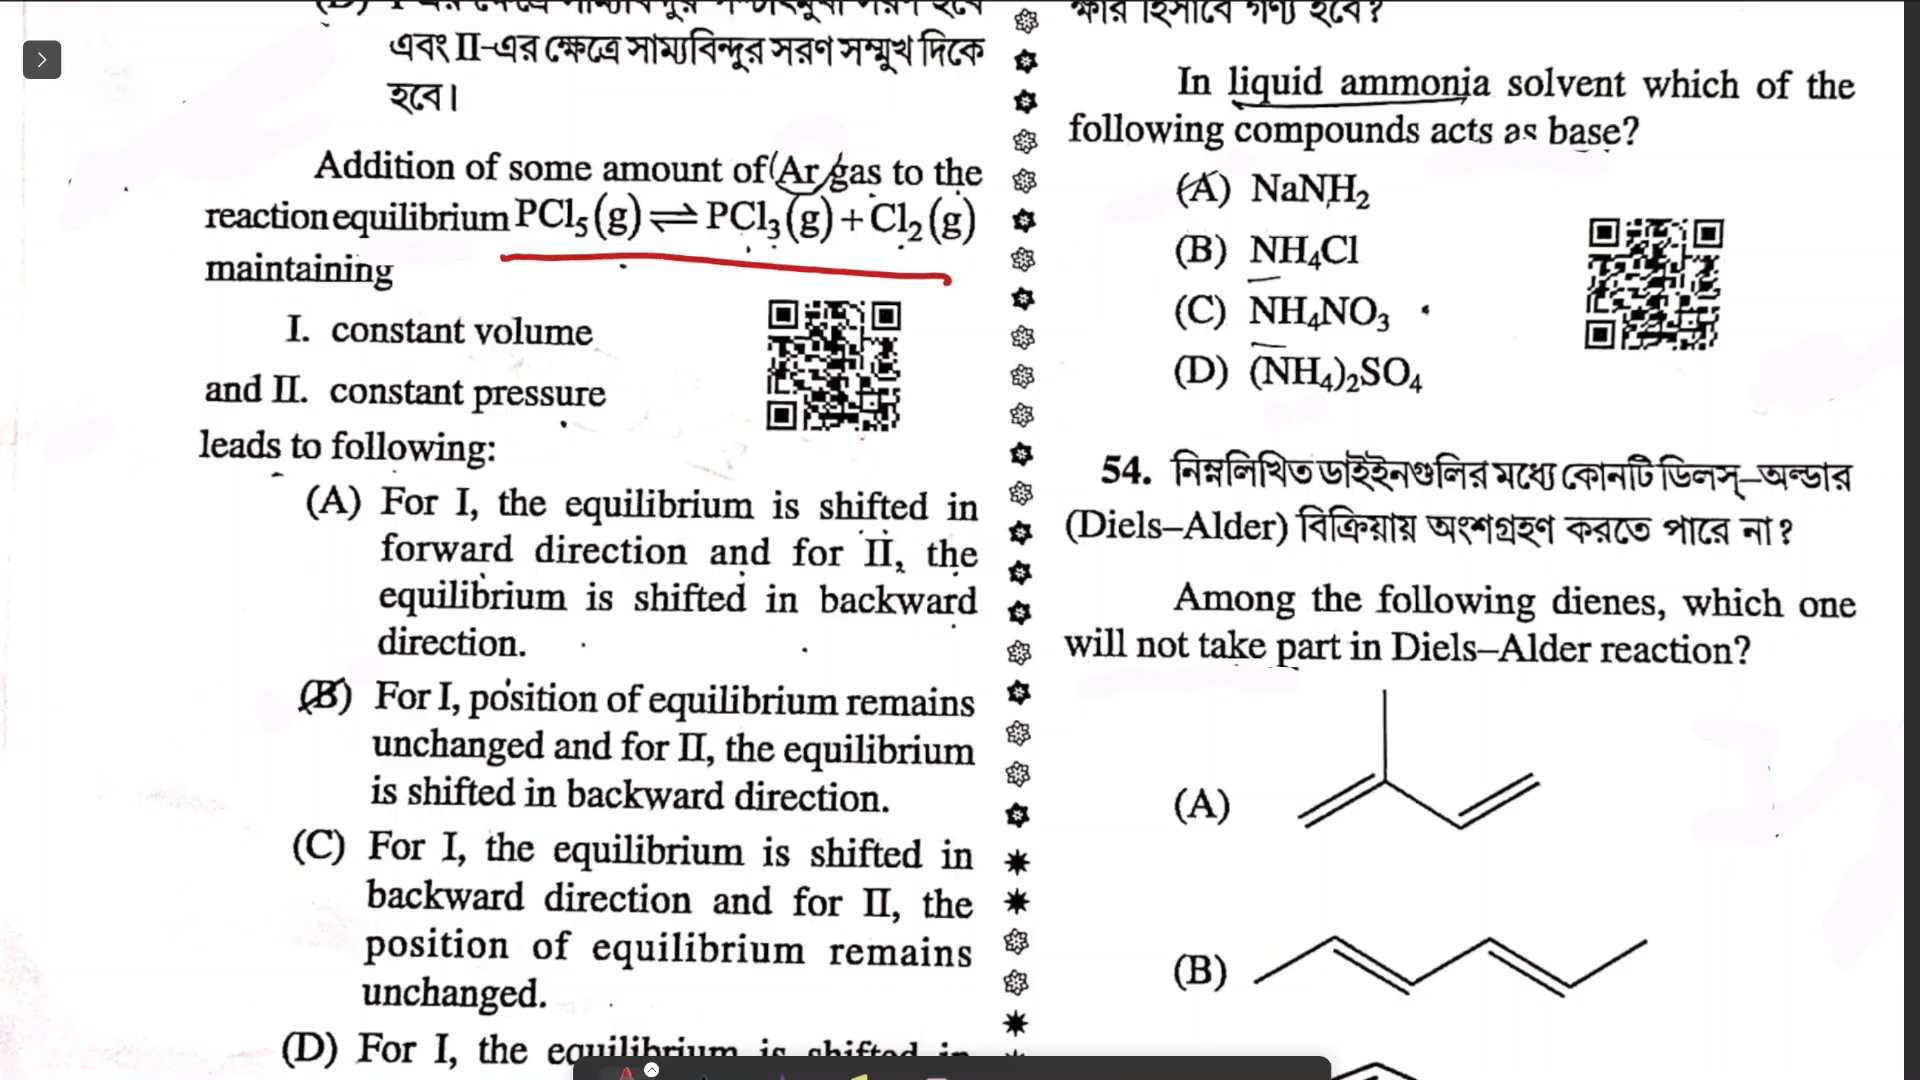 এবং II-এর ক্ষেত্রে সাম্যবিন্দুর সরণ সম্মুখ দিকে
হবে।
Addition of some amount of Ar gas to the
reaction equilibrium PCl₅(g) ⇌ PCl₃(g) + Cl₂(g)
maintaining
I. constant volume
and II. constant pressure
leads to following:
(A) For I, the equilibrium is shifted in
forward direction and for II, the
equilibrium is shifted in backward
direction.
(B) For I, position of equilibrium remains
unchanged and for II, the equilibrium
is shifted in backward direction.
(C) For I, the equilibrium is shifted in
backward direction and for II, the
position of equilibrium remains
unchanged.
(D) For I, the equilibrium is shifted in
ক্ষার হিসাবে গণ্য হবে?
In liquid ammonia solvent which of the
following compounds acts as base?
(A) NaNH₂
(B) NH₄Cl
(C) NH₄NO₃
(D) (NH₄)₂SO₄
54. নিম্নলিখিত ডাইইনগুলির মধ্যে কোনটি ডিলস্–অল্ডার
(Diels–Alder) বিক্রিয়ায় অংশগ্রহণ করতে পারে না?
Among the following dienes, which one
will not take part in Diels–Alder reaction?
(A)
(B)